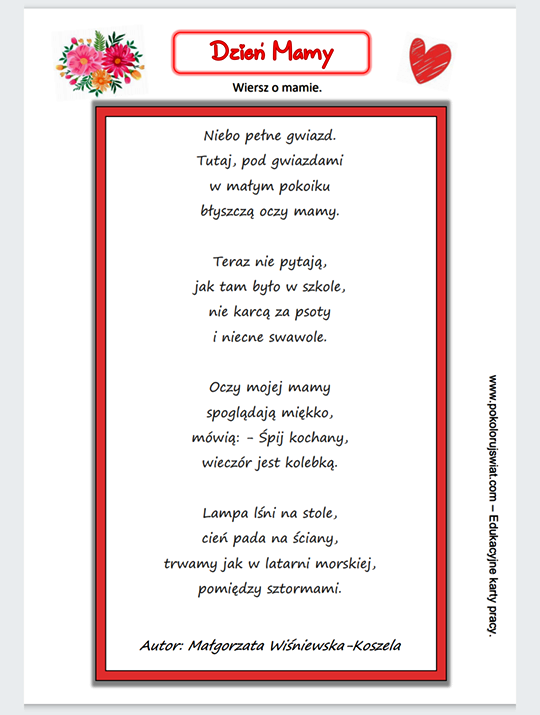 Dzień Mamy
Wiersz o mamie.
Niebo pełne gwiazd.
Tutaj, pod gwiazdami
w małym pokoiku
błyszczą oczy mamy.
Teraz nie pytają,
jak tam było w szkole,
nie karcą za psoty
i niecne swawole.
Oczy mojej mamy
spoglądają miękko,
mówią: - Śpij kochany,
wieczór jest kolebką.
Lampa lśni na stole,
cień pada na ściany,
trwamy jak w latarni morskiej,
pomiędzy sztormami.
Autor: Małgorzata Wiśniewska-Koszela
www.pokolorujswiat.com – Edukacyjne karty pracy.